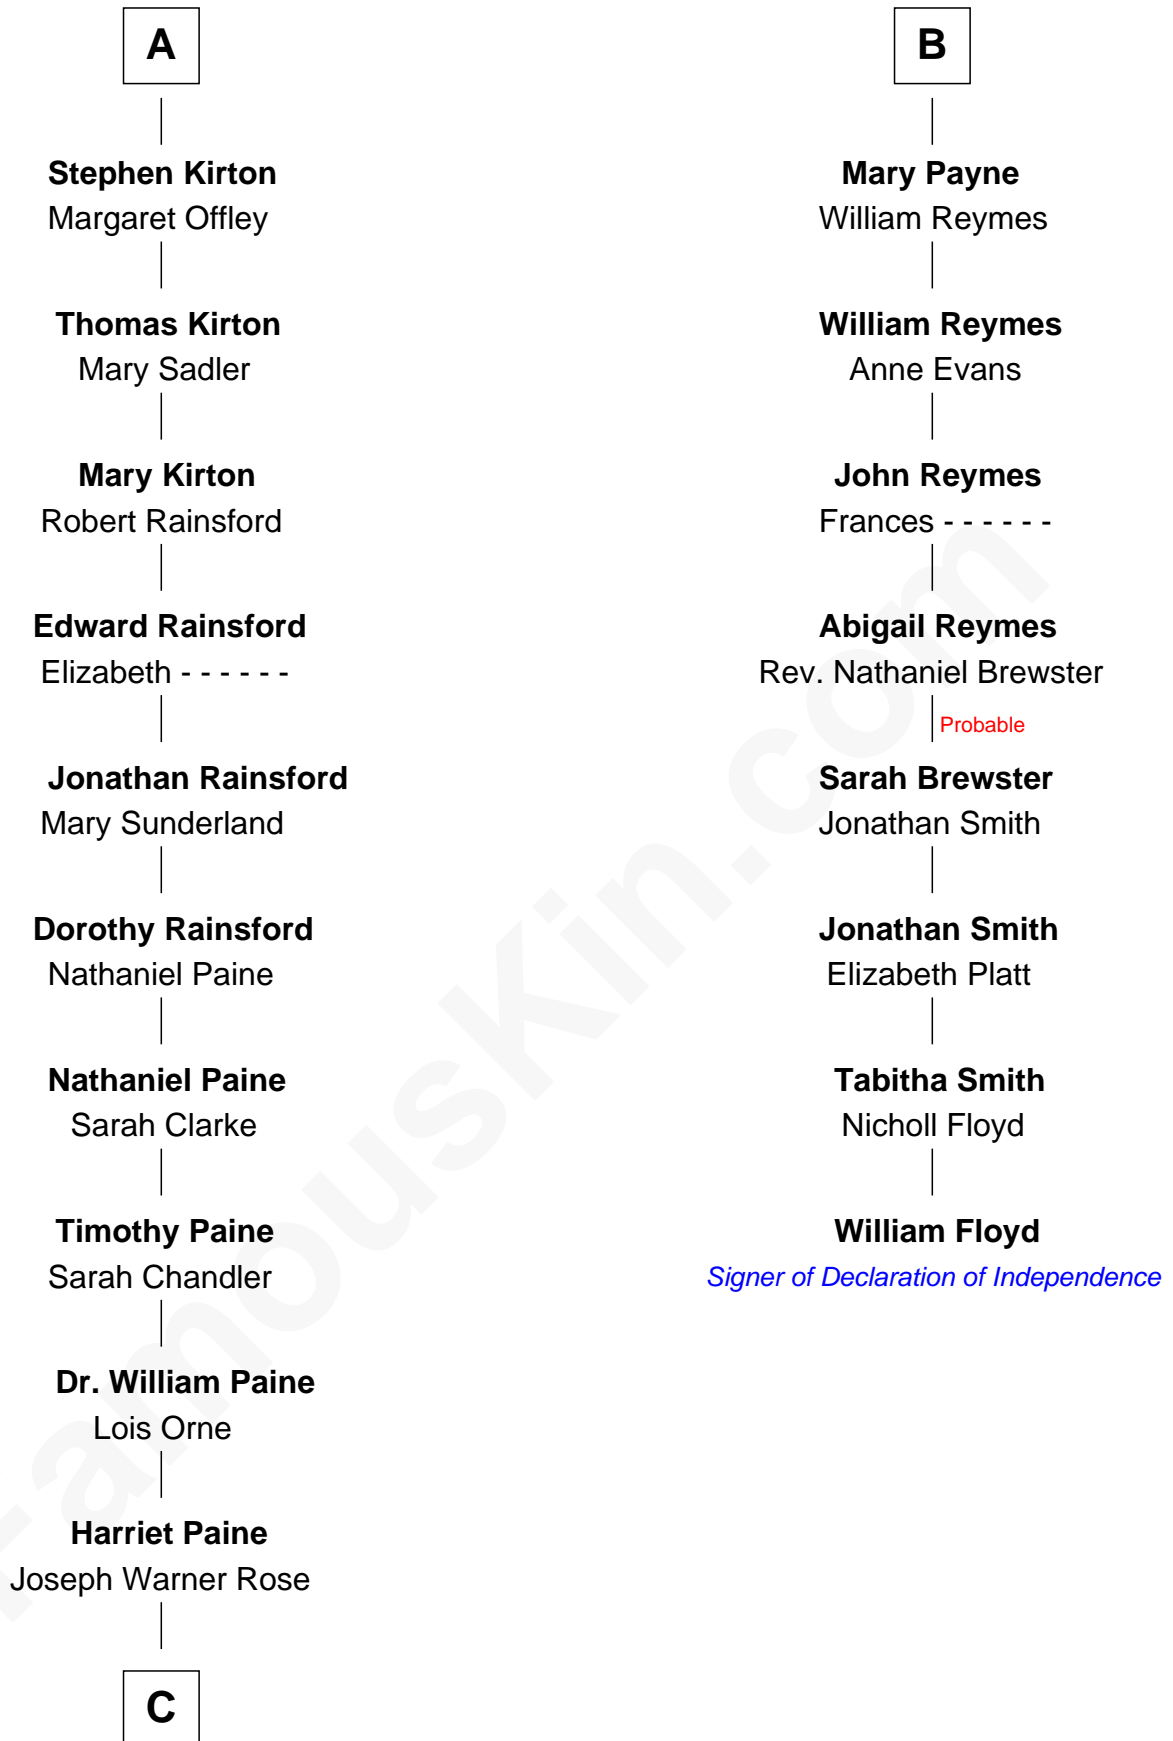 A
Stephen Kirton
Margaret Offley
Thomas Kirton
Mary Sadler
Mary Kirton
Robert Rainsford
Edward Rainsford
Elizabeth - - - - - -
Jonathan Rainsford
Mary Sunderland
Dorothy Rainsford
Nathaniel Paine
Nathaniel Paine
Sarah Clarke
Timothy Paine
Sarah Chandler
Dr. William Paine
Lois Orne
Harriet Paine
Joseph Warner Rose
C
B
Mary Payne
William Reymes
William Reymes
Anne Evans
John Reymes
Frances - - - - - -
Abigail Reymes
Rev. Nathaniel Brewster
Probable
Sarah Brewster
Jonathan Smith
Jonathan Smith
Elizabeth Platt
Tabitha Smith
Nicholl Floyd
William Floyd
Signer of Declaration of Independence
FamousKin.com